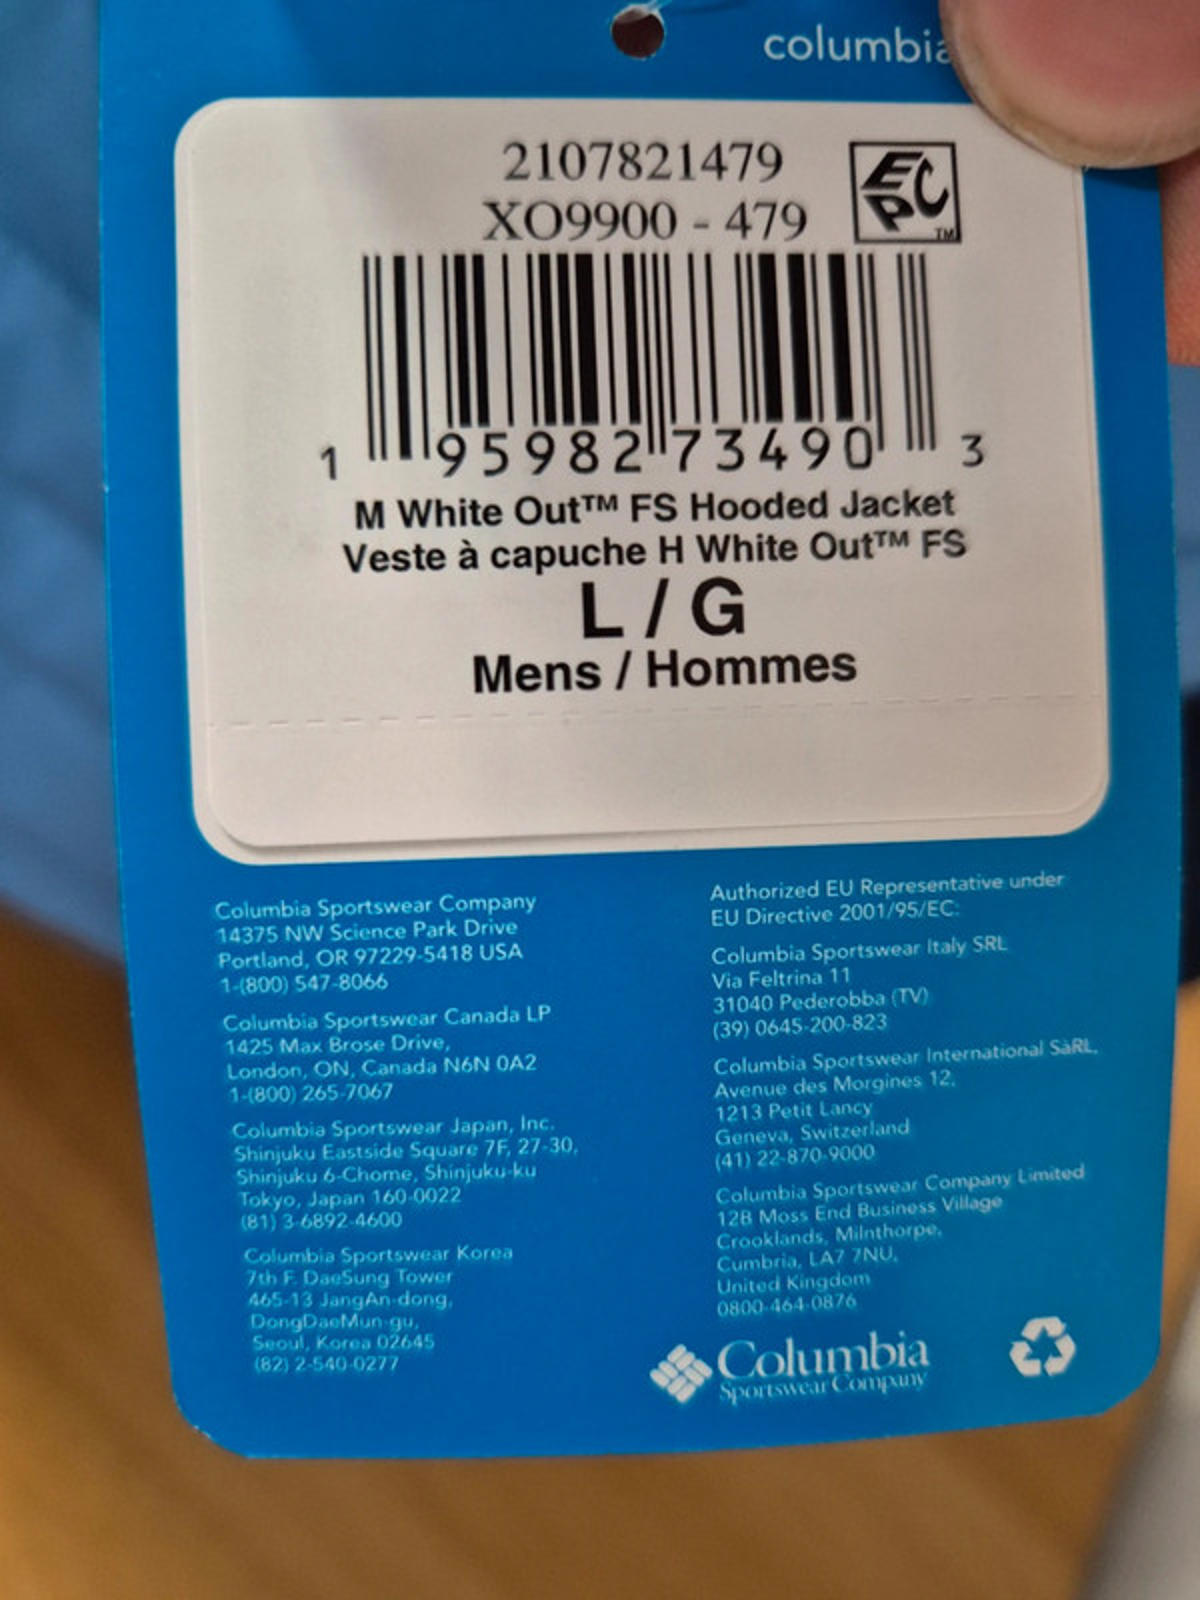 columbia
2107821479
XO9900 - 479
EPC TM
1 95982 73490 3
M White Out™ FS Hooded Jacket
Veste à capuche H White Out™ FS
L / G
Mens / Hommes
Columbia Sportswear Company
14375 NW Science Park Drive
Portland, OR 97229-5418 USA
1-(800) 547-8066
Columbia Sportswear Canada LP
1425 Max Brose Drive,
London, ON, Canada N6N 0A2
1-(800) 265-7067
Columbia Sportswear Japan, Inc.
Shinjuku Eastside Square 7F, 27-30,
Shinjuku 6-Chome, Shinjuku-ku
Tokyo, Japan 160-0022
(81) 3-6892-4600
Columbia Sportswear Korea
7th F. DaeSung Tower
465-13 JangAn-dong,
DongDaeMun-gu,
Seoul, Korea 02645
(82) 2-540-0277
Authorized EU Representative under
EU Directive 2001/95/EC:
Columbia Sportswear Italy SRL
Via Feltrina 11
31040 Pederobba (TV)
(39) 0645-200-823
Columbia Sportswear International SàRL,
Avenue des Morgines 12,
1213 Petit Lancy
Geneva, Switzerland
(41) 22-870-9000
Columbia Sportswear Company Limited
12B Moss End Business Village
Crooklands, Milnthorpe,
Cumbria, LA7 7NU,
United Kingdom
0800-464-0876
Columbia
Sportswear Company